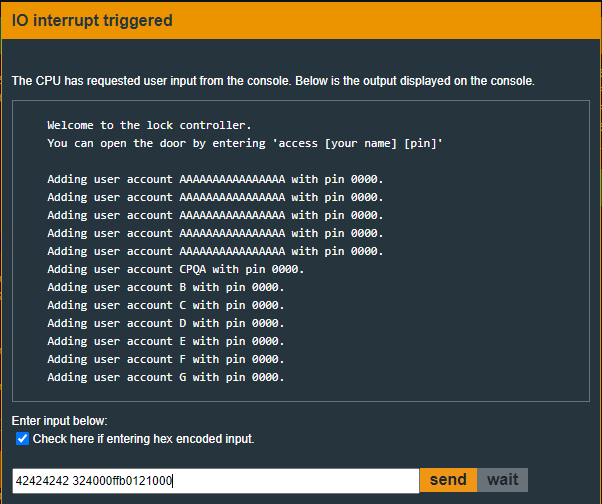 IO interrupt triggered
The CPU has requested user input from the console. Below is the output displayed on the console.
Welcome to the lock controller.
You can open the door by entering 'access [your name] [pin]'
Adding user account AAAAAAAAAAAAAAAA with pin 0000.
Adding user account AAAAAAAAAAAAAAAA with pin 0000.
Adding user account AAAAAAAAAAAAAAAA with pin 0000.
Adding user account AAAAAAAAAAAAAAAA with pin 0000.
Adding user account AAAAAAAAAAAAAAAA with pin 0000.
Adding user account CPQA with pin 0000.
Adding user account B with pin 0000.
Adding user account C with pin 0000.
Adding user account D with pin 0000.
Adding user account E with pin 0000.
Adding user account F with pin 0000.
Adding user account G with pin 0000.
Enter input below:
Check here if entering hex encoded input.
42424242 324000ffb0121000 send wait